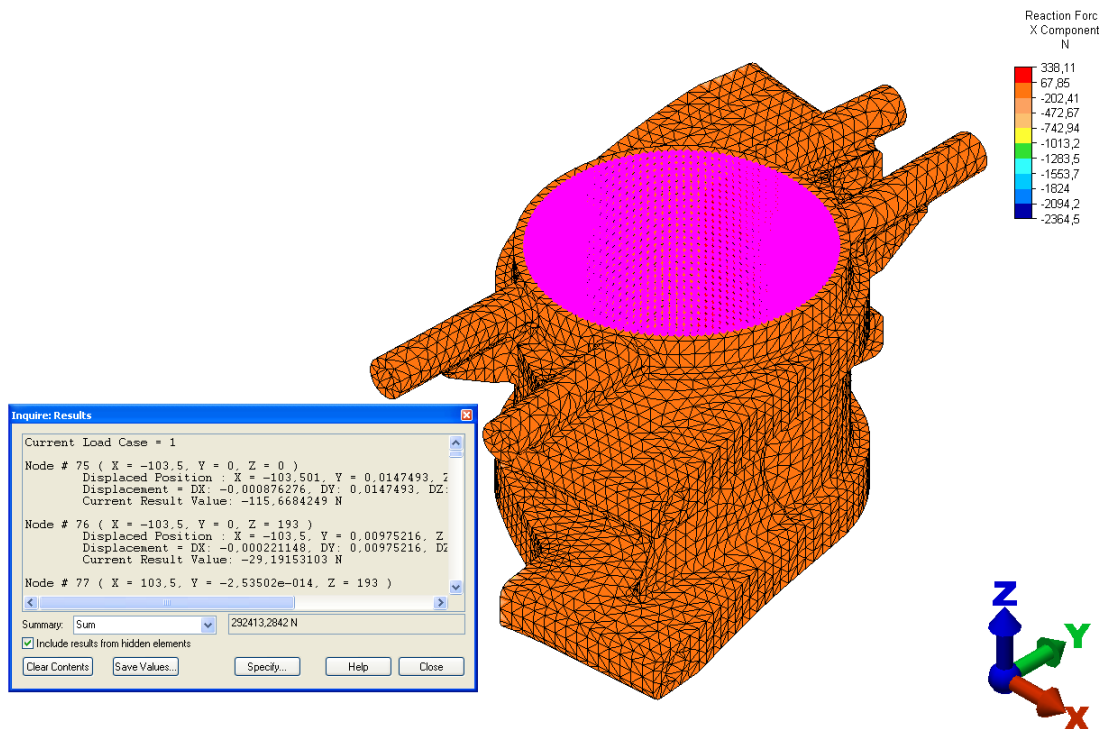 Reaction Forc
X Component
N
338,11
67,85
-202,41
-472,67
-742,94
-1013,2
-1283,5
-1553,7
-1824
-2094,2
-2364,5
Inquire: Results
Current Load Case = 1
Node # 75 ( X = -103,5, Y = 0, Z = 0 )
Displaced Position : X = -103,501, Y = 0,0147493, Z
Displacement = DX: -0,000876276, DY: 0,0147493, DZ:
Current Result Value: -115,6684249 N
Node # 76 ( X = -103,5, Y = 0, Z = 193 )
Displaced Position : X = -103,5, Y = 0,00975216, Z
Displacement = DX: -0,000221148, DY: 0,00975216, DZ
Current Result Value: -29,19153103 N
Node # 77 ( X = 103,5, Y = -2,53502e-014, Z = 193 )
Summary: Sum 292413,2842 N
Include results from hidden elements
Clear Contents Save Values... Specify... Help Close
Z
Y
X